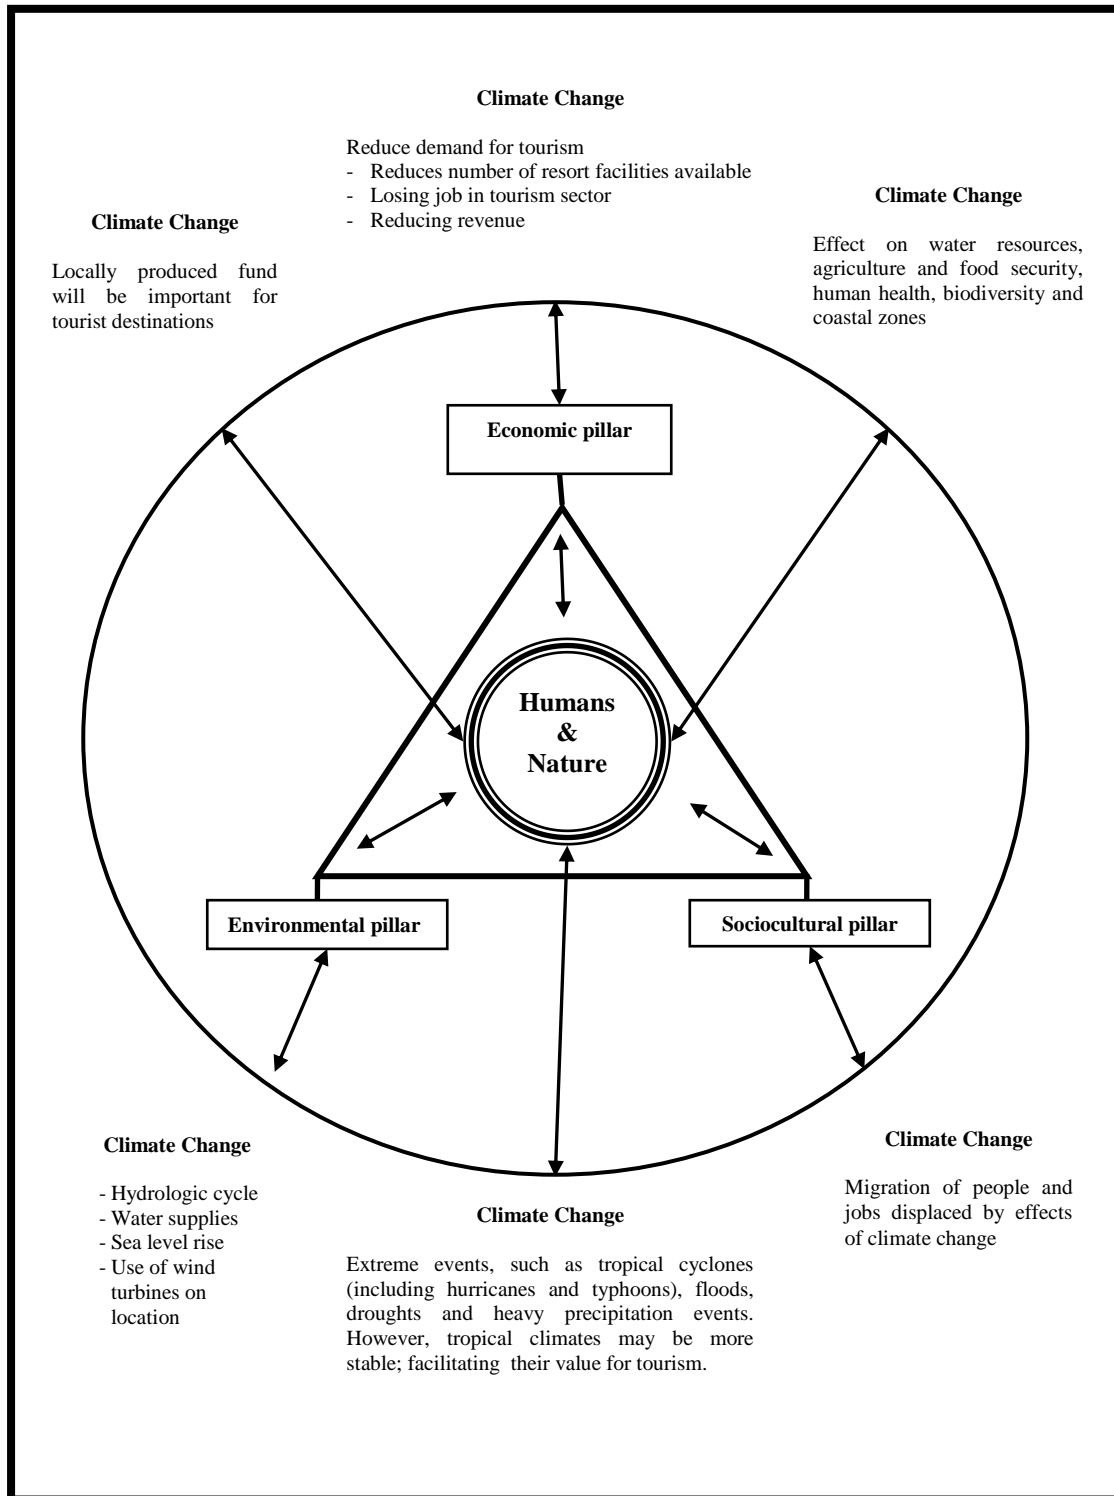 Climate Change
Reduce demand for tourism
- Reduces number of resort facilities available
- Losing job in tourism sector
- Reducing revenue
Climate Change
Locally produced fund
will be important for
tourist destinations
Climate Change
Effect on water resources,
agriculture and food security,
human health, biodiversity and
coastal zones
Economic pillar
Humans
&
Nature
Environmental pillar
Sociocultural pillar
Climate Change
- Hydrologic cycle
- Water supplies
- Sea level rise
- Use of wind
turbines on
location
Climate Change
Extreme events, such as tropical cyclones
(including hurricanes and typhoons), floods,
droughts and heavy precipitation events.
However, tropical climates may be more
stable; facilitating their value for tourism.
Climate Change
Migration of people and
jobs displaced by effects
of climate change